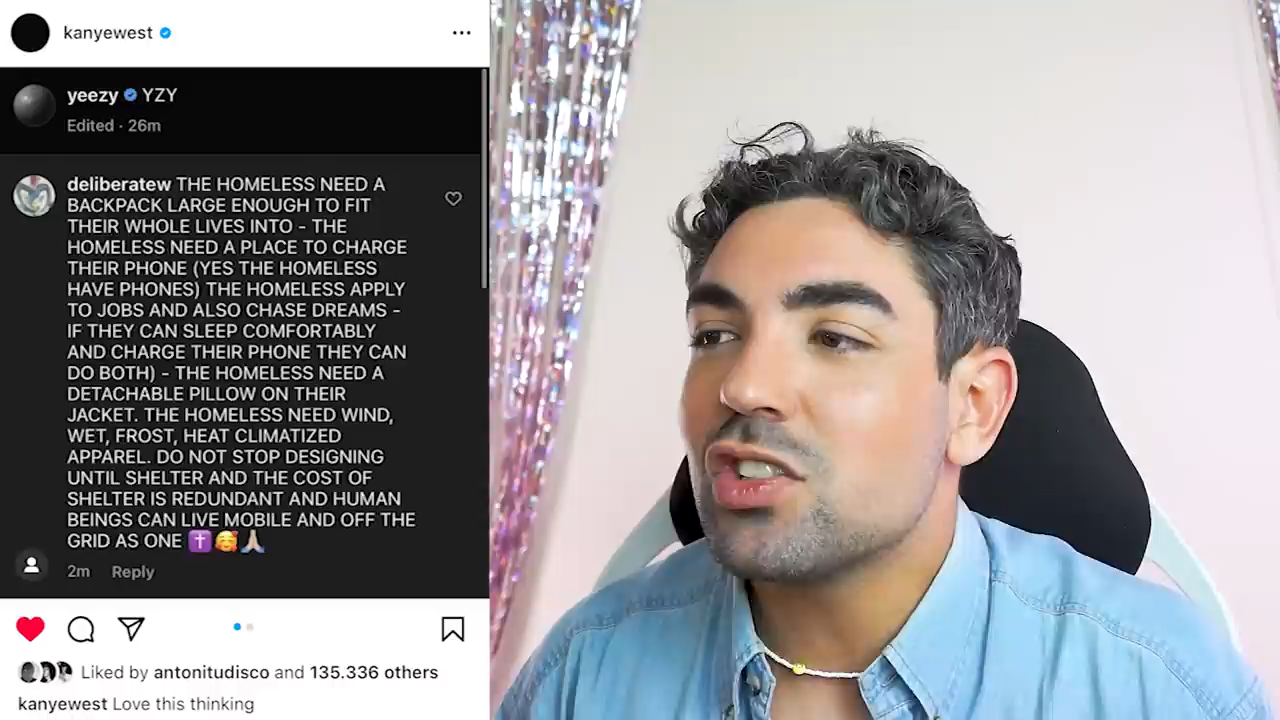 kanyewest
yeezy YZY
Edited · 26m
deliberatew THE HOMELESS NEED A
BACKPACK LARGE ENOUGH TO FIT
THEIR WHOLE LIVES INTO - THE
HOMELESS NEED A PLACE TO CHARGE
THEIR PHONE (YES THE HOMELESS
HAVE PHONES) THE HOMELESS APPLY
TO JOBS AND ALSO CHASE DREAMS -
IF THEY CAN SLEEP COMFORTABLY
AND CHARGE THEIR PHONE THEY CAN
DO BOTH) - THE HOMELESS NEED A
DETACHABLE PILLOW ON THEIR
JACKET. THE HOMELESS NEED WIND,
WET, FROST, HEAT CLIMATIZED
APPAREL. DO NOT STOP DESIGNING
UNTIL SHELTER AND THE COST OF
SHELTER IS REDUNDANT AND HUMAN
BEINGS CAN LIVE MOBILE AND OFF THE
GRID AS ONE ✝️🥰🙏🏼
2m Reply
Liked by antonitudisco and 135.336 others
kanyewest Love this thinking